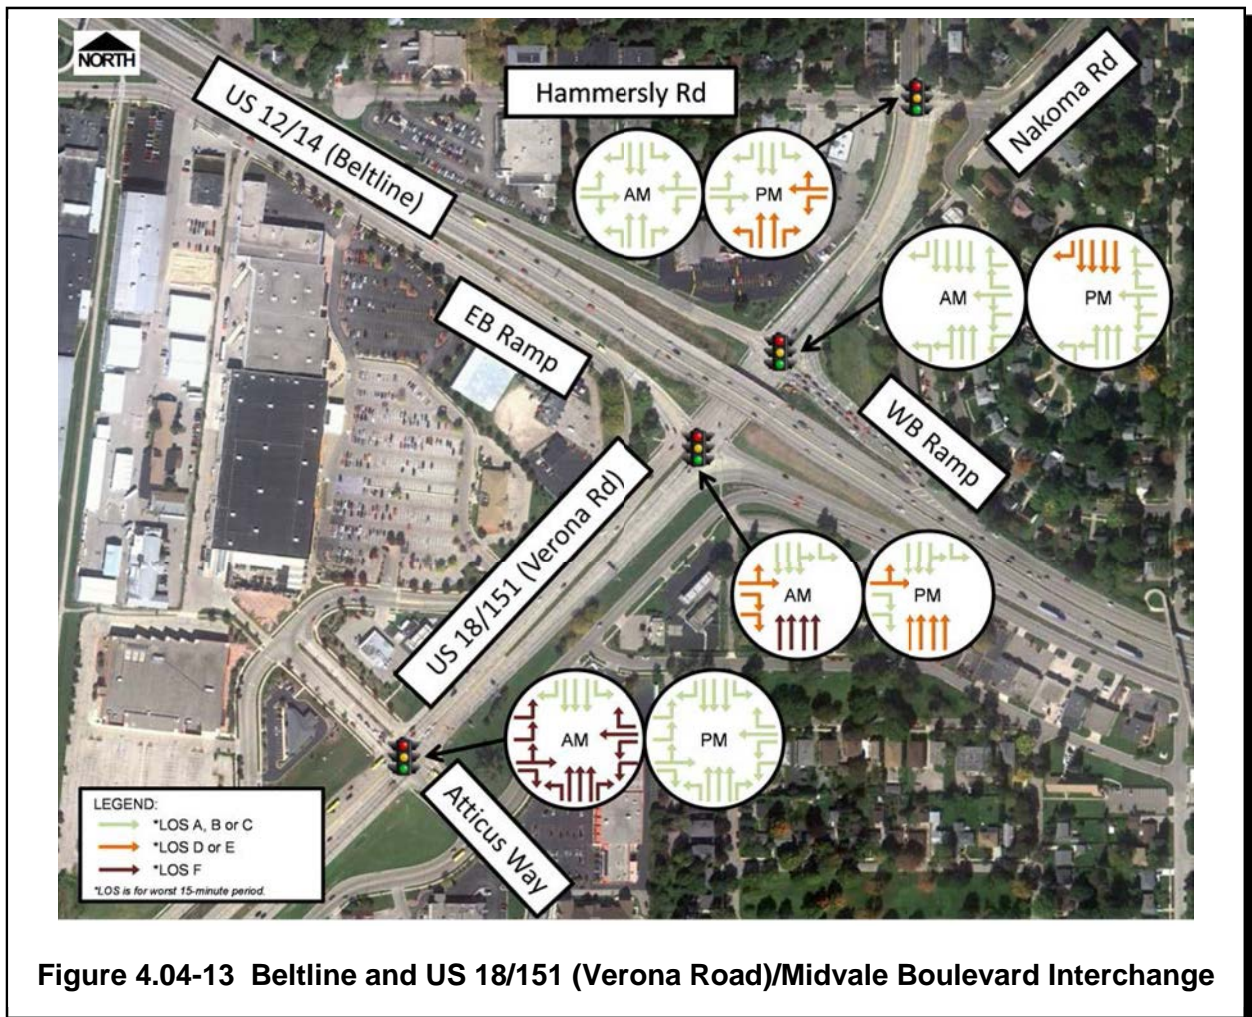 NORTH
US 12/14 (Beltline)
Hammersly Rd
Nakoma Rd
AM
PM
AM
PM
EB Ramp
WB Ramp
US 18/151 (Verona Rd)
AM
PM
AM
PM
Atticus Way
LEGEND:
*LOS A, B or C
*LOS D or E
*LOS F
*LOS is for worst 15-minute period.
Figure 4.04-13 Beltline and US 18/151 (Verona Road)/Midvale Boulevard Interchange